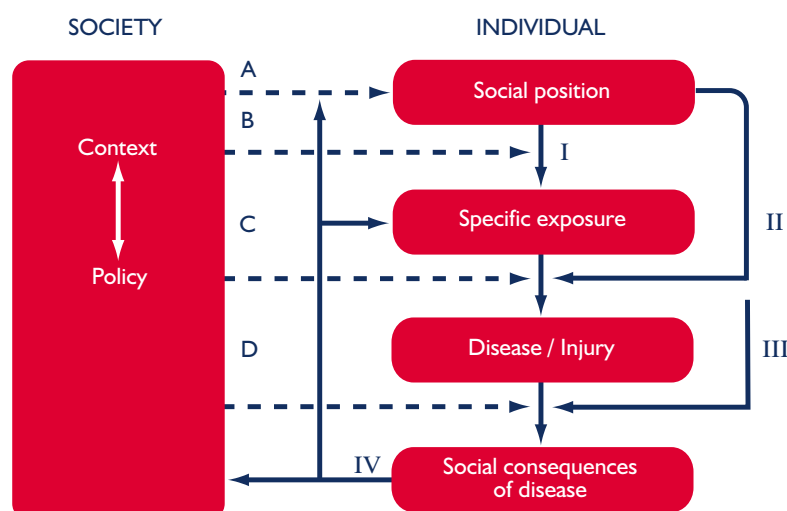 SOCIETY
INDIVIDUAL
A
Social position
B
Context
I
C
Specific exposure
II
Policy
D
Disease / Injury
III
IV
Social consequences
of disease